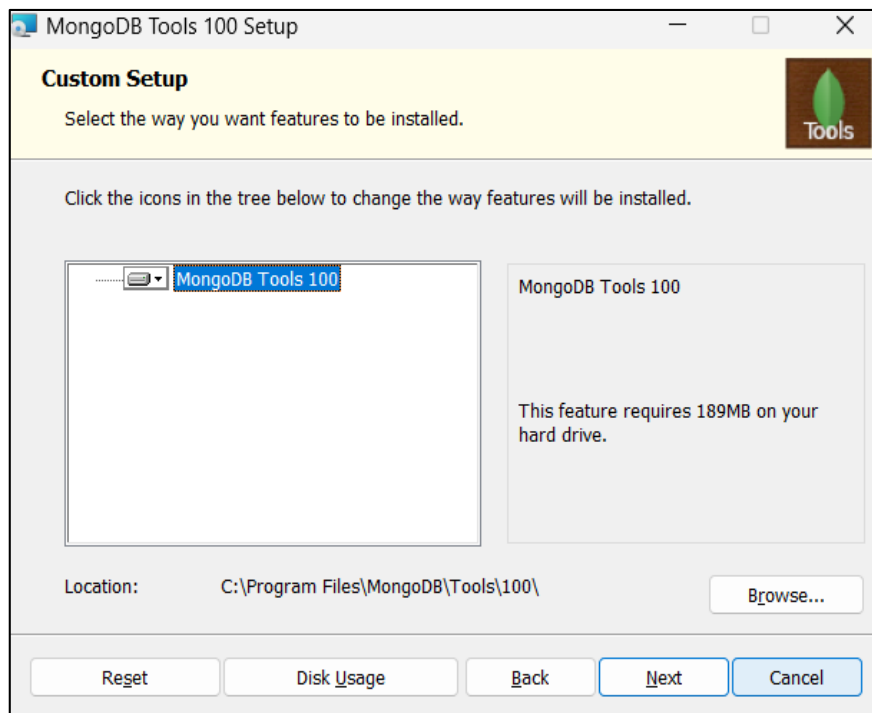 MongoDB Tools 100 Setup
Custom Setup
Select the way you want features to be installed.
Tools
Click the icons in the tree below to change the way features will be installed.
MongoDB Tools 100
MongoDB Tools 100
This feature requires 189MB on your
hard drive.
Location: C:\Program Files\MongoDB\Tools\100\
Browse...
Reset Disk Usage Back Next Cancel